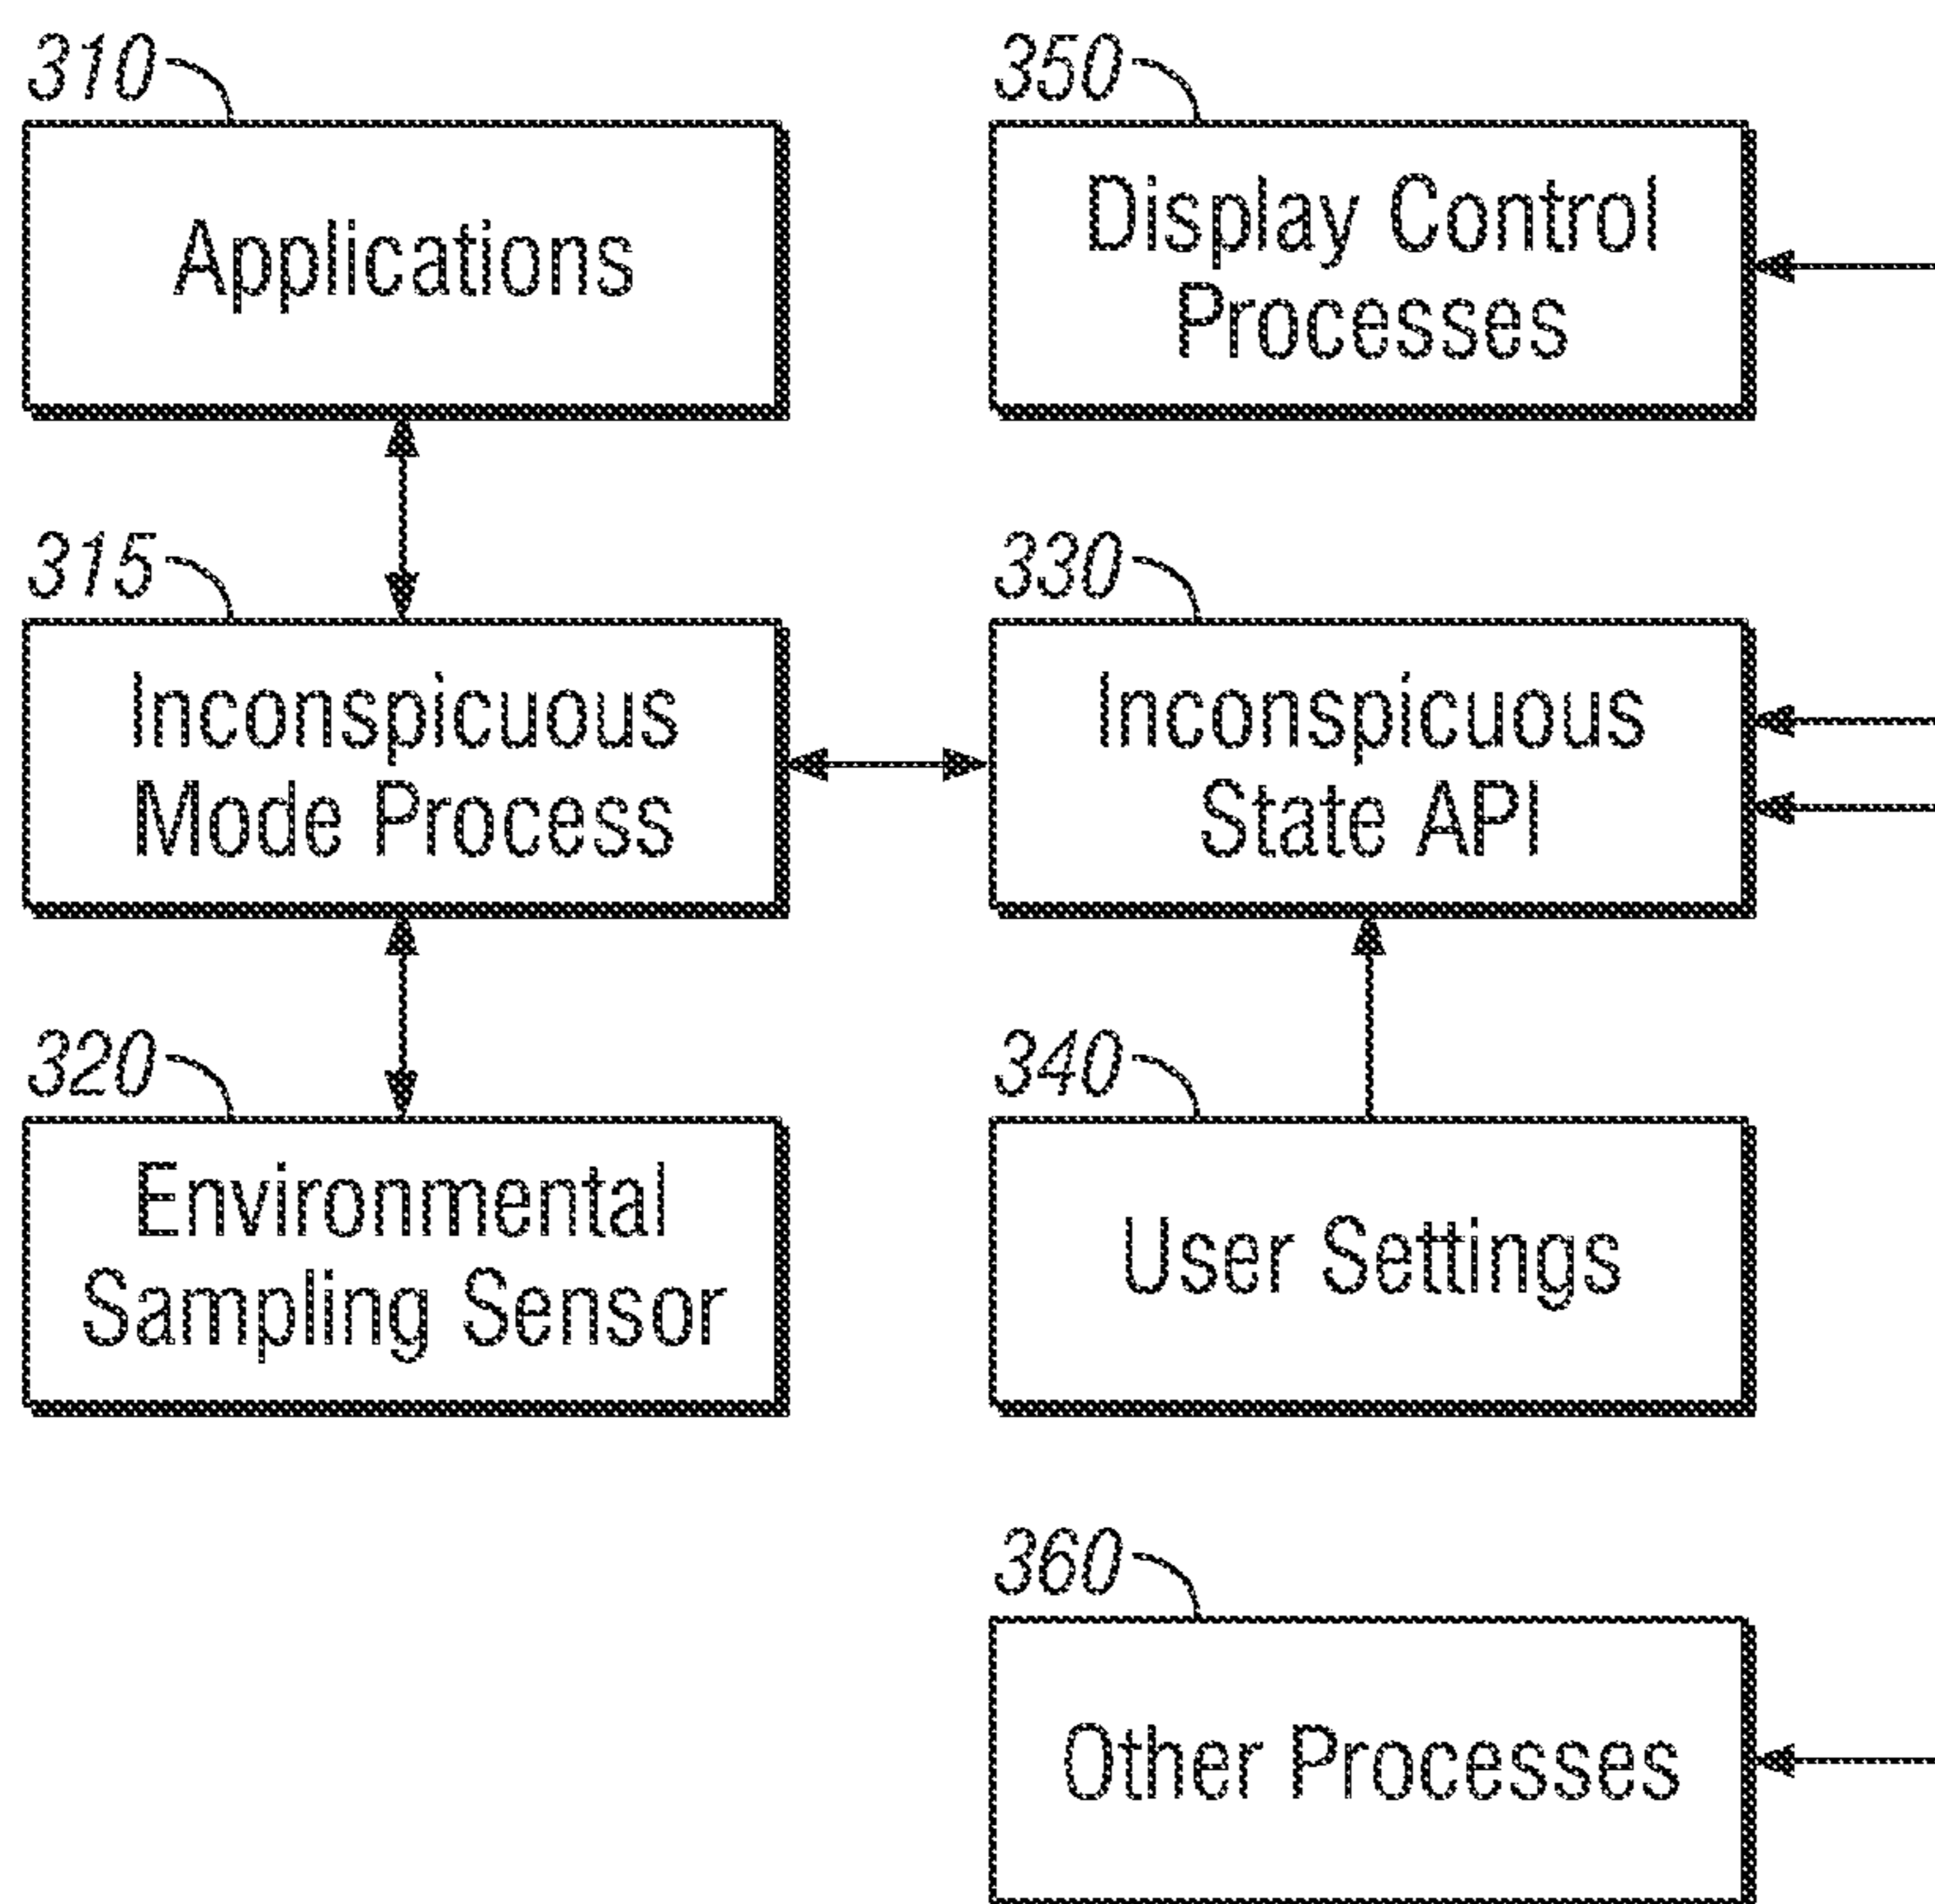 310
Applications
350
Display Control
Processes
315
Inconspicuous
Mode Process
330
Inconspicuous
State API
320
Environmental
Sampling Sensor
340
User Settings
360
Other Processes